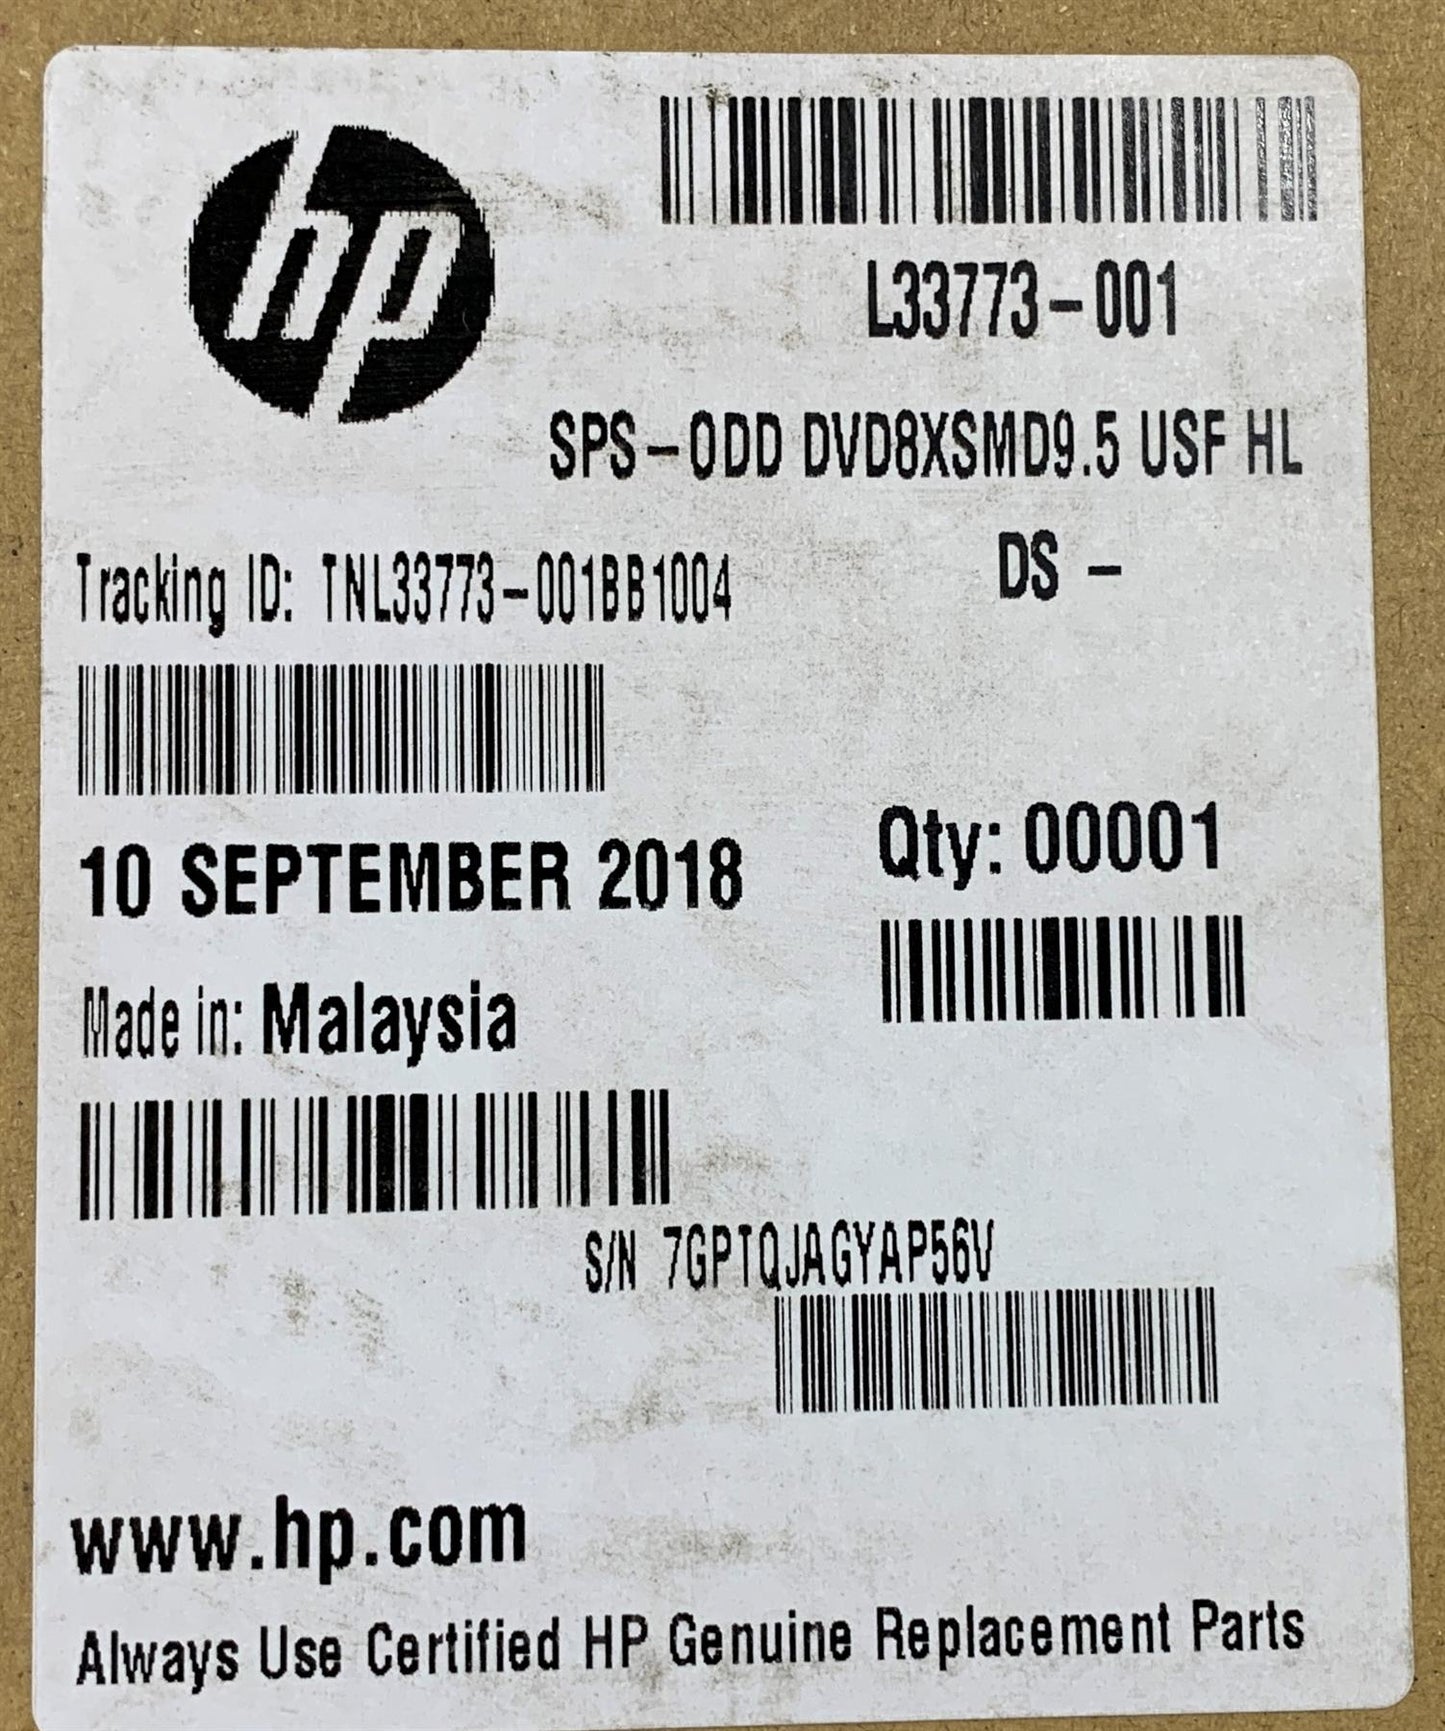 hp
L33773-001
SPS-ODD DVD8XSMD9.5 USF HL
DS -
Tracking ID: TNL33773-001BB1004
10 SEPTEMBER 2018
Qty: 00001
Made in: Malaysia
S/N 7GPTQJAGYAP56V
www.hp.com
Always Use Certified HP Genuine Replacement Parts